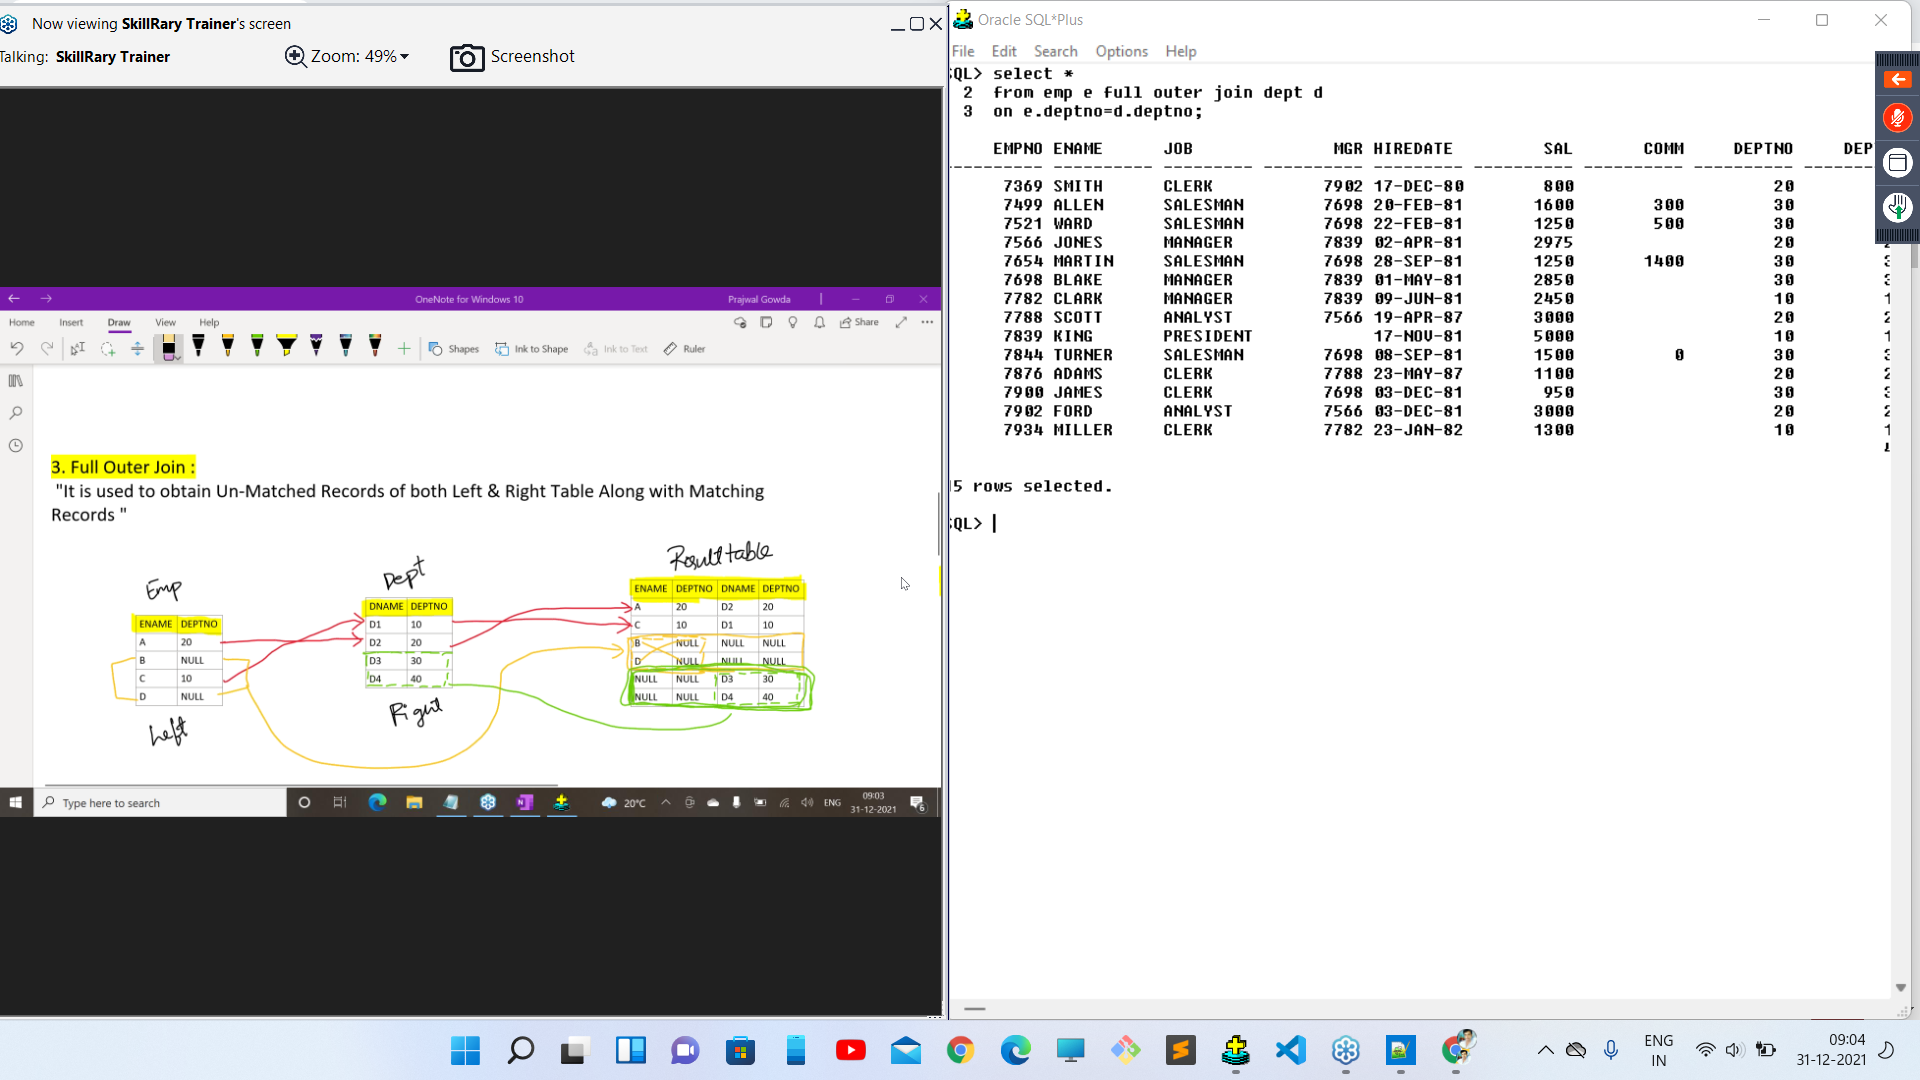 Now viewing SkillRary Trainer's screen
Talking: SkillRary Trainer
Zoom: 49%
Screenshot
OneNote for Windows 10
Prajwal Gowda
Home Insert Draw View Help
Share
Shapes
Ink to Shape
Ink to Text
Ruler
3. Full Outer Join :
"It is used to obtain Un-Matched Records of both Left & Right Table Along with Matching
Records "
Emp
ENAME DEPTNO
A 20
B NULL
C 10
D NULL
Left
Dept
DNAME DEPTNO
D1 10
D2 20
D3 30
D4 40
Right
Result table
ENAME DEPTNO DNAME DEPTNO
A 20 D2 20
C 10 D1 10
B NULL NULL NULL
D NULL NULL NULL
NULL NULL D3 30
NULL NULL D4 40
Type here to search
20°C
ENG
09:03
31-12-2021
6
Oracle SQL*Plus
File Edit Search Options Help
SQL> select *
2 from emp e full outer join dept d
3 on e.deptno=d.deptno;
EMPNO ENAME JOB MGR HIREDATE SAL COMM DEPTNO DEP
---------- ---------- --------- ---------- --------- ---------- ---------- ---------- -------
7369 SMITH CLERK 7902 17-DEC-80 800 20
7499 ALLEN SALESMAN 7698 20-FEB-81 1600 300 30
7521 WARD SALESMAN 7698 22-FEB-81 1250 500 30
7566 JONES MANAGER 7839 02-APR-81 2975 20 2
7654 MARTIN SALESMAN 7698 28-SEP-81 1250 1400 30 3
7698 BLAKE MANAGER 7839 01-MAY-81 2850 30 3
7782 CLARK MANAGER 7839 09-JUN-81 2450 10 1
7788 SCOTT ANALYST 7566 19-APR-87 3000 20 2
7839 KING PRESIDENT 17-NOV-81 5000 10 1
7844 TURNER SALESMAN 7698 08-SEP-81 1500 0 30 3
7876 ADAMS CLERK 7788 23-MAY-87 1100 20 2
7900 JAMES CLERK 7698 03-DEC-81 950 30 3
7902 FORD ANALYST 7566 03-DEC-81 3000 20 2
7934 MILLER CLERK 7782 23-JAN-82 1300 10 1
4
15 rows selected.
SQL>
ENG
IN
09:04
31-12-2021